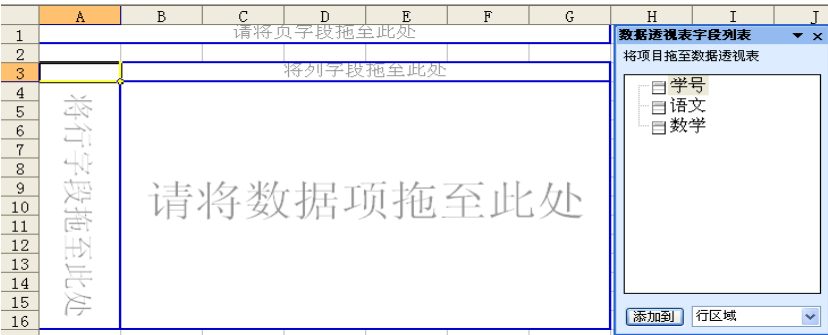 A B C D E F G H I J
1 请将页字段拖至此处 数据透视表字段列表
2 将项目拖至数据透视表
3 将列字段拖至此处
4 学号
5 语文
6 数学
7
8
9
10 请将数据项拖至此处
11
12
13
14
15
16
将行字段拖至此处
添加到 行区域